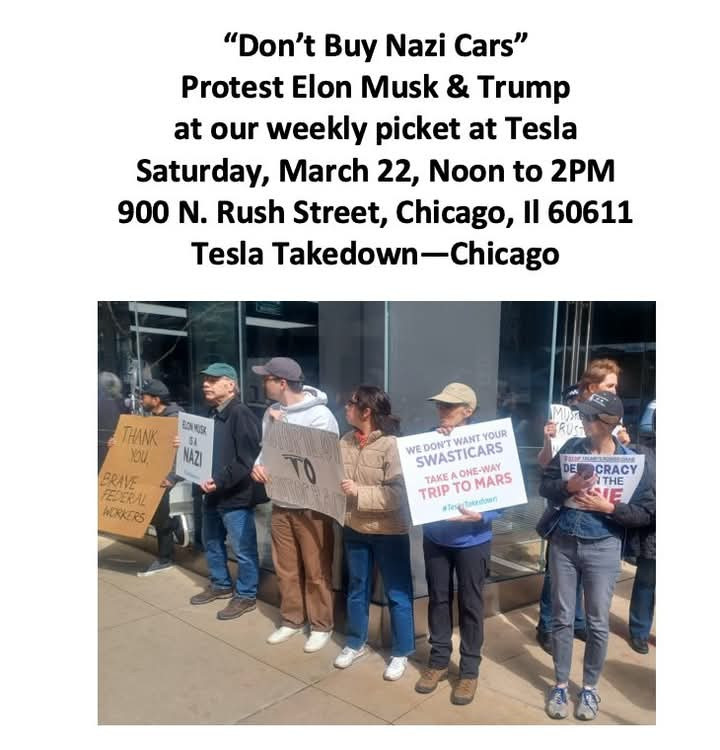 “Don’t Buy Nazi Cars”
Protest Elon Musk & Trump
at our weekly picket at Tesla
Saturday, March 22, Noon to 2PM
900 N. Rush Street, Chicago, Il 60611
Tesla Takedown—Chicago
THANK
YOU,
BRAVE
FEDERAL
WORKERS
ELON MUSK
IS A
NAZI
TO
WE DON'T WANT YOUR
SWASTICARS
TAKE A ONE-WAY
TRIP TO MARS
#TeslaTakedown
MUSK
DEMOCRACY
THE